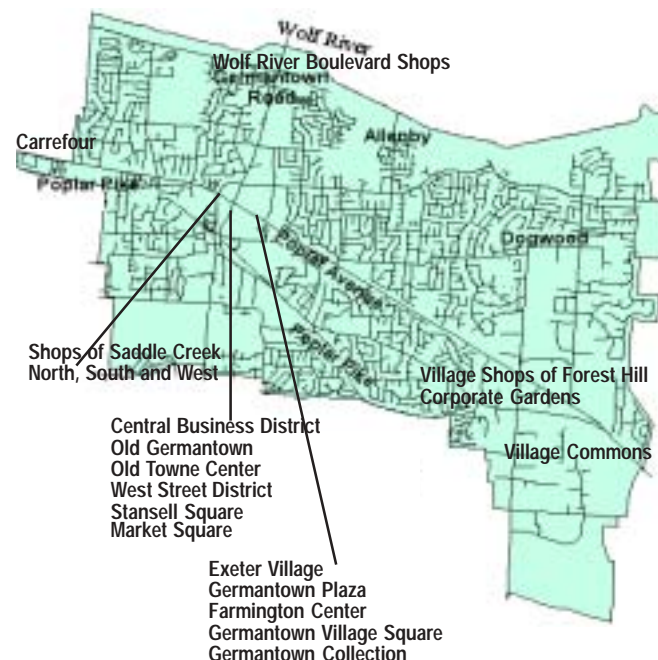 Wolf River
Wolf River Boulevard Shops
Germantown
Road
Allenby
Carrefour
Poplar Pike
Dogwood
Poplar Avenue
Poplar Pike
Shops of Saddle Creek
North, South and West
Village Shops of Forest Hill
Corporate Gardens
Central Business District
Old Germantown
Old Towne Center
West Street District
Stansell Square
Market Square
Village Commons
Exeter Village
Germantown Plaza
Farmington Center
Germantown Village Square
Germantown Collection